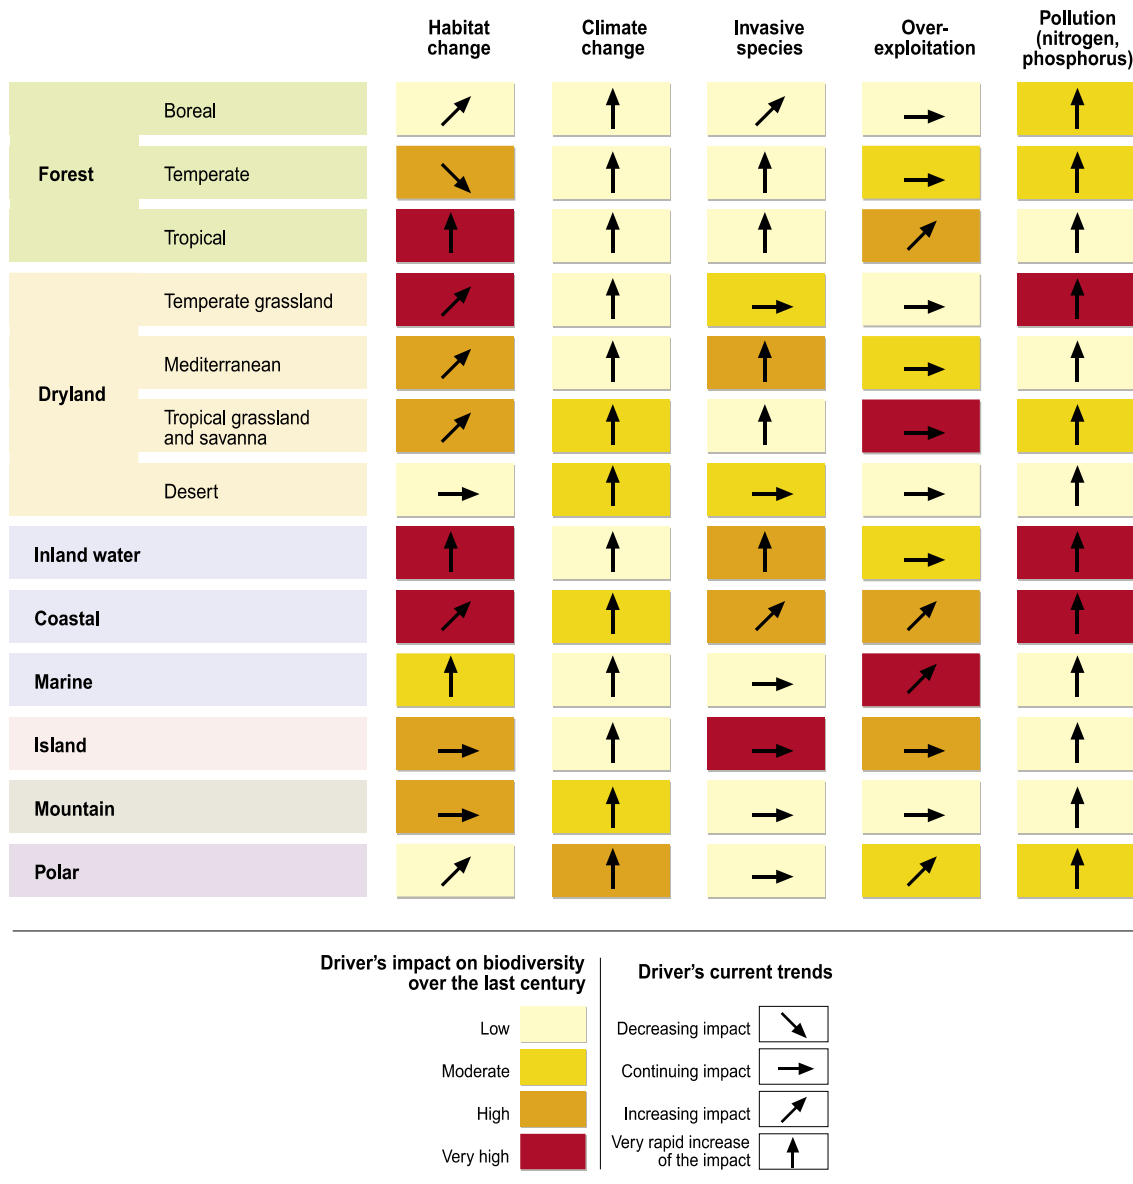 Habitat
change
Climate
change
Invasive
species
Over-
exploitation
Pollution
(nitrogen,
phosphorus)
Forest
Boreal
Temperate
Tropical
Dryland
Temperate grassland
Mediterranean
Tropical grassland
and savanna
Desert
Inland water
Coastal
Marine
Island
Mountain
Polar
Driver's impact on biodiversity
over the last century
Low
Moderate
High
Very high
Driver's current trends
Decreasing impact
Continuing impact
Increasing impact
Very rapid increase
of the impact